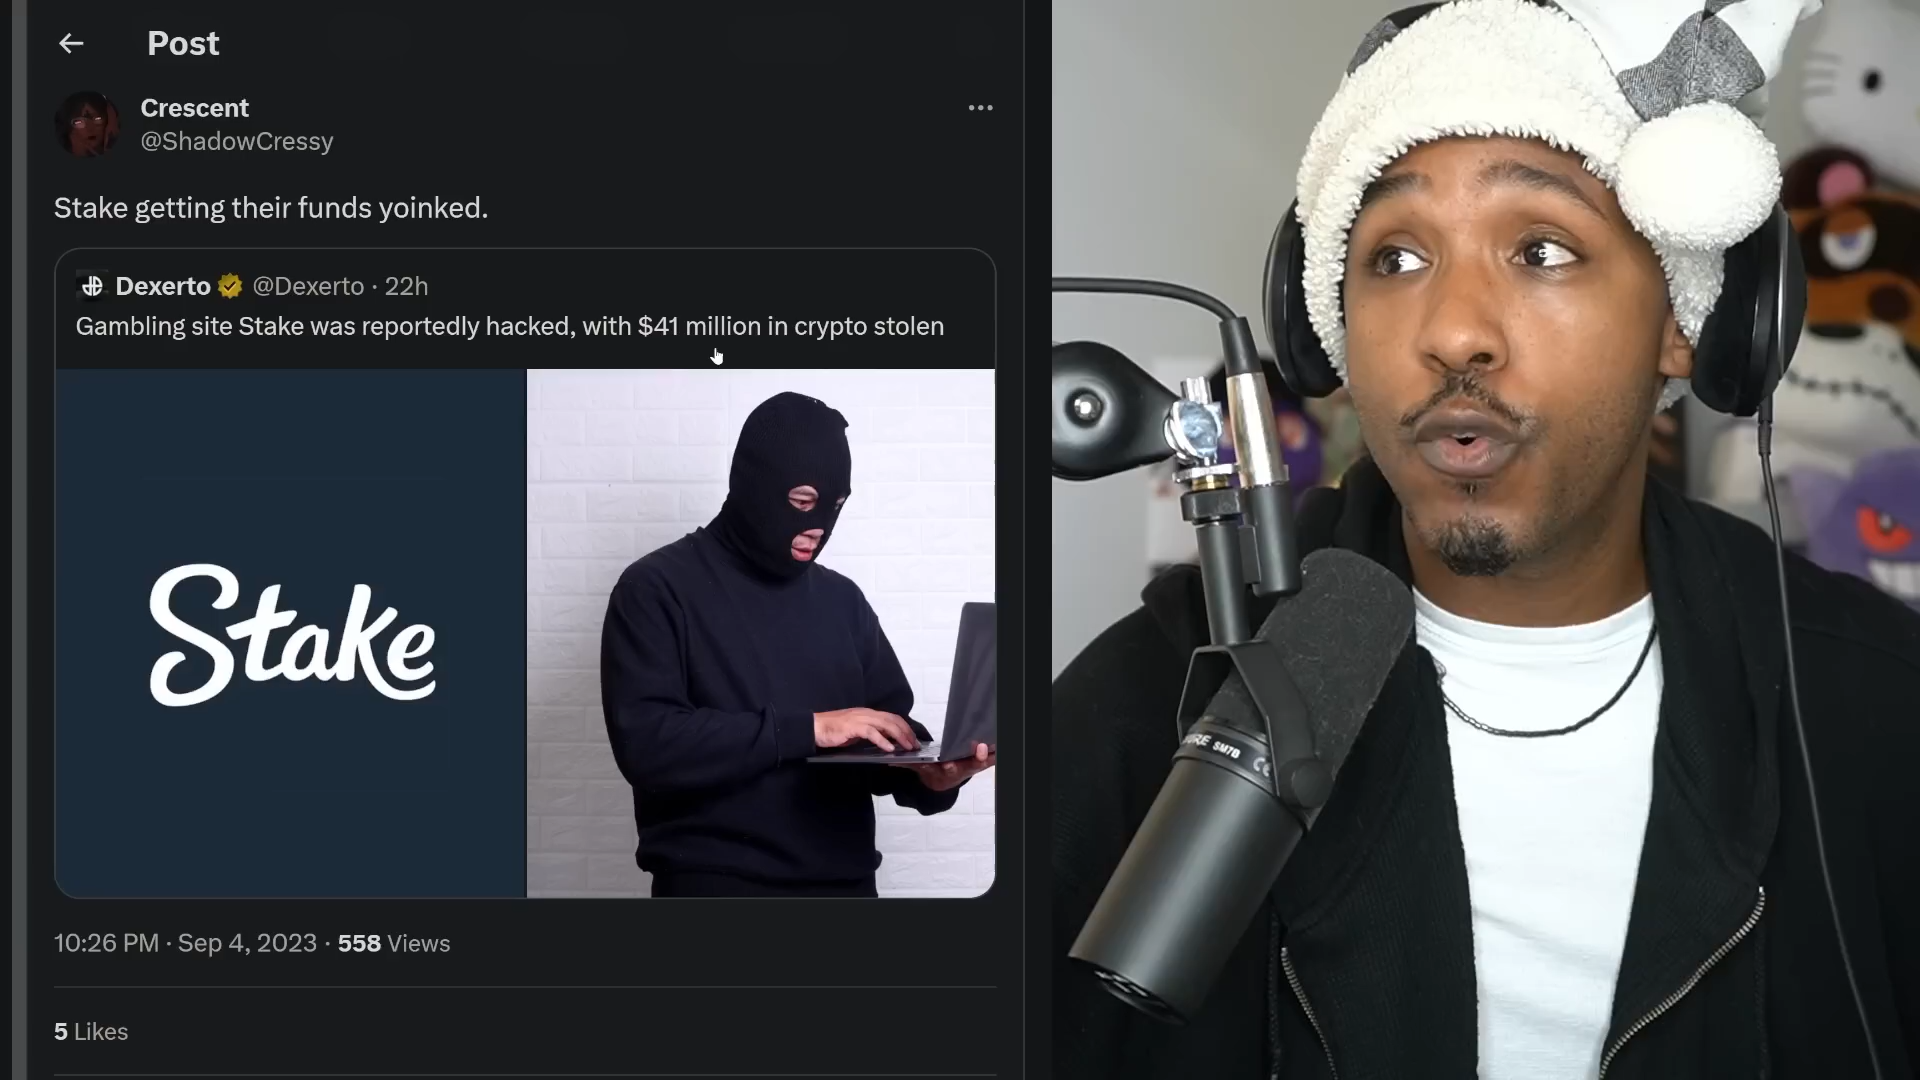 Post
Crescent
@ShadowCressy
Stake getting their funds yoinked.
Dexerto @Dexerto · 22h
Gambling site Stake was reportedly hacked, with $41 million in crypto stolen
Stake
10:26 PM · Sep 4, 2023 · 558 Views
5 Likes
SM7B